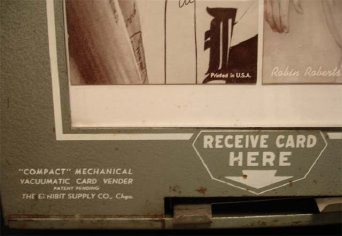 Printed in U.S.A.
Robin Roberts
RECEIVE CARD
HERE
"COMPACT" MECHANICAL
VACUUMATIC CARD VENDER
PATENT PENDING
THE EXHIBIT SUPPLY CO., Chgo.